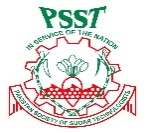 PSST
IN SERVICE OF THE NATION
PAKISTAN SOCIETY OF SUGAR TECHNOLOGISTS